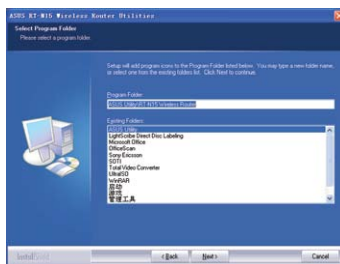 ASUS RT-N15 Wireless Router Utilities
Select Program Folder
Please select a program folder.
Setup will add program icons to the Program Folder listed below. You may type a new folder name,
or select one from the existing folders list. Click Next to continue.
Program Folder:
ASUS Utility\RT-N15 Wireless Router
Existing Folders:
ASUS Utility
LightScribe Direct Disc Labeling
Microsoft Office
OfficeScan
Sony Ericsson
SOTI
Total Video Converter
UltraISO
WinRAR
启动
游戏
管理工具
InstallShield
< Back
Next >
Cancel